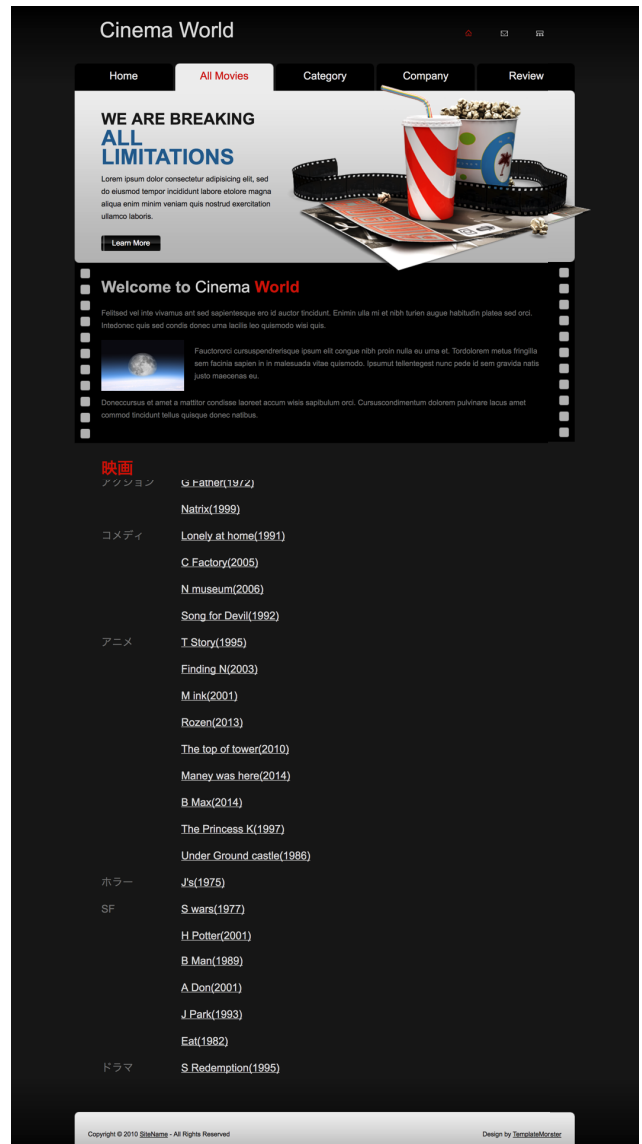 Cinema World
Home All Movies Category Company Review
WE ARE BREAKING
ALL
LIMITATIONS
Lorem ipsum dolor consectetur adipisicing elit, sed
do eiusmod tempor incididunt labore etolore magna
aliqua enim minim veniam quis nostrud exercitation
ullamco laboris.
Learn More
Welcome to Cinema World
Felitsed vel inte vivamus ant sed sapientesque ero id auctor tincidunt. Enimin ulla mi et nibh turien augue habitudin platea sed orci.
Intedonec quis sed condis donec urna lacilis leo quismodo wisi quis.
Fauctororci cursuspendrerisque ipsum elit congue nibh proin nulla eu urna et. Tordolorem metus fringilla
sem facinia sapien in in malesuada vitae quismodo. Ipsumut tellentegest nunc pede id sem gravida natis
justo maecenas eu.
Doneccursus et amet a mattitor condisse laoreet accum wisis sapibulum orci. Cursuscondimentum dolorem pulvinare lacus amet
commod tincidunt tellus quisque donec natibus.
映画
アクション G Father(1972)
Natrix(1999)
コメディ Lonely at home(1991)
C Factory(2005)
N museum(2006)
Song for Devil(1992)
アニメ T Story(1995)
Finding N(2003)
M ink(2001)
Rozen(2013)
The top of tower(2010)
Maney was here(2014)
B Max(2014)
The Princess K(1997)
Under Ground castle(1986)
ホラー J's(1975)
SF S wars(1977)
H Potter(2001)
B Man(1989)
A Don(2001)
J Park(1993)
Eat(1982)
ドラマ S Redemption(1995)
Copyright © 2010 SiteName - All Rights Reserved Design by TemplateMonster